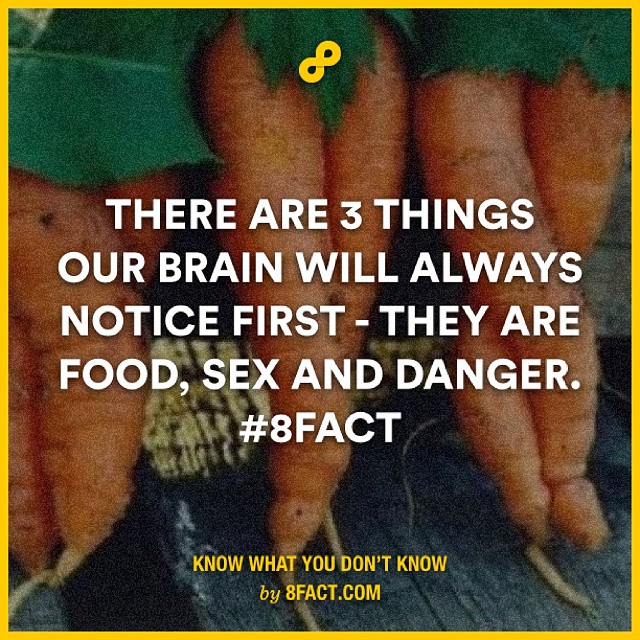 THERE ARE 3 THINGS
OUR BRAIN WILL ALWAYS
NOTICE FIRST - THEY ARE
FOOD, SEX AND DANGER.
#8FACT
KNOW WHAT YOU DON'T KNOW
by 8FACT.COM